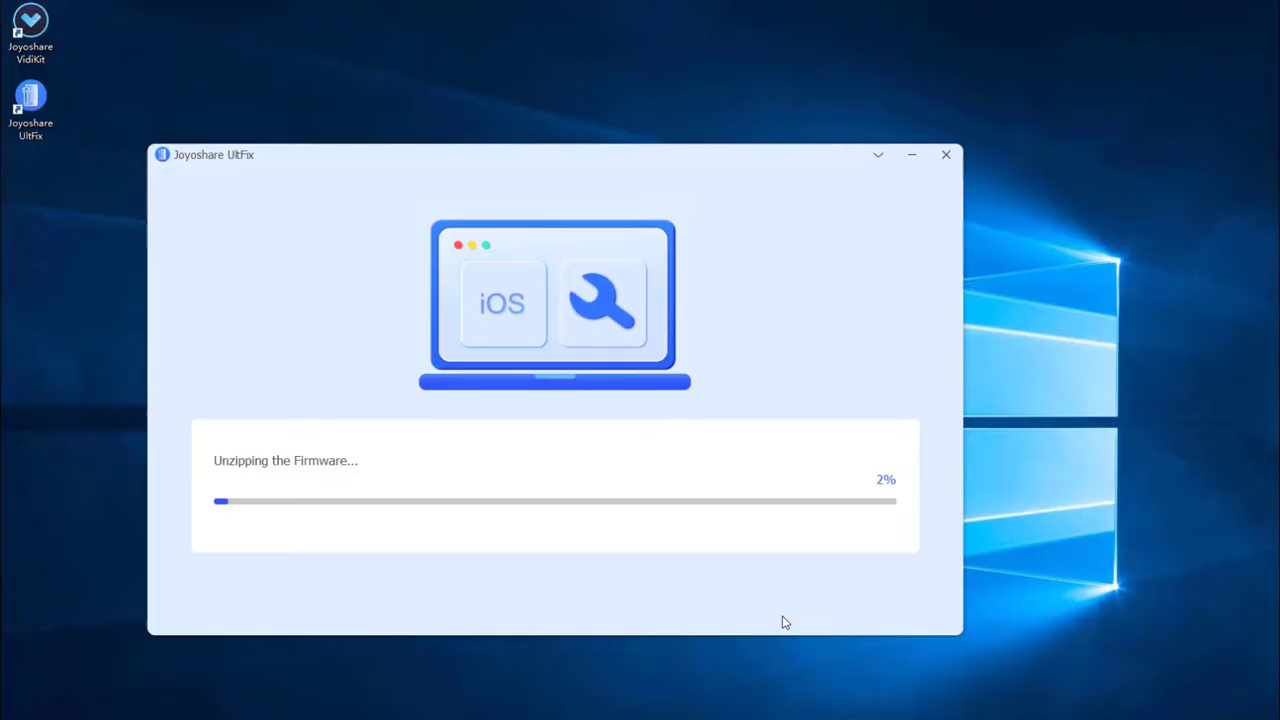 Joyoshare
VidiKit
Joyoshare
UltFix
Joyoshare UltFix
iOS
Unzipping the Firmware...
2%